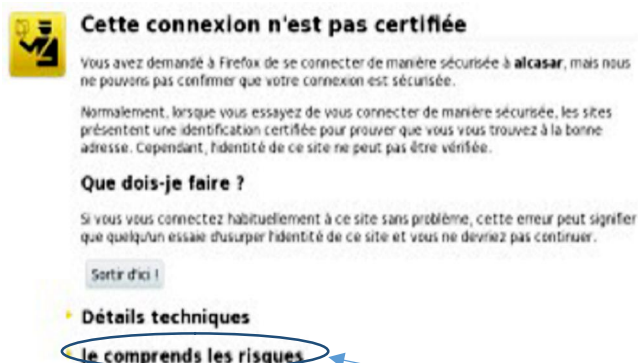 Cette connexion n'est pas certifiée
Vous avez demandé à Firefox de se connecter de manière sécurisée à alcasar, mais nous
ne pouvons pas confirmer que votre connexion est sécurisée.
Normalement, lorsque vous essayez de vous connecter de manière sécurisée, les sites
présentent une identification certifiée pour prouver que vous vous trouvez à la bonne
adresse. Cependant, l'identité de ce site ne peut pas être vérifiée.
Que dois-je faire ?
Si vous vous connectez habituellement à ce site sans problème, cette erreur peut signifier
que quelqu'un essaie d'usurper l'identité de ce site et vous ne devriez pas continuer.
Sortir d'ici !
Détails techniques
Je comprends les risques